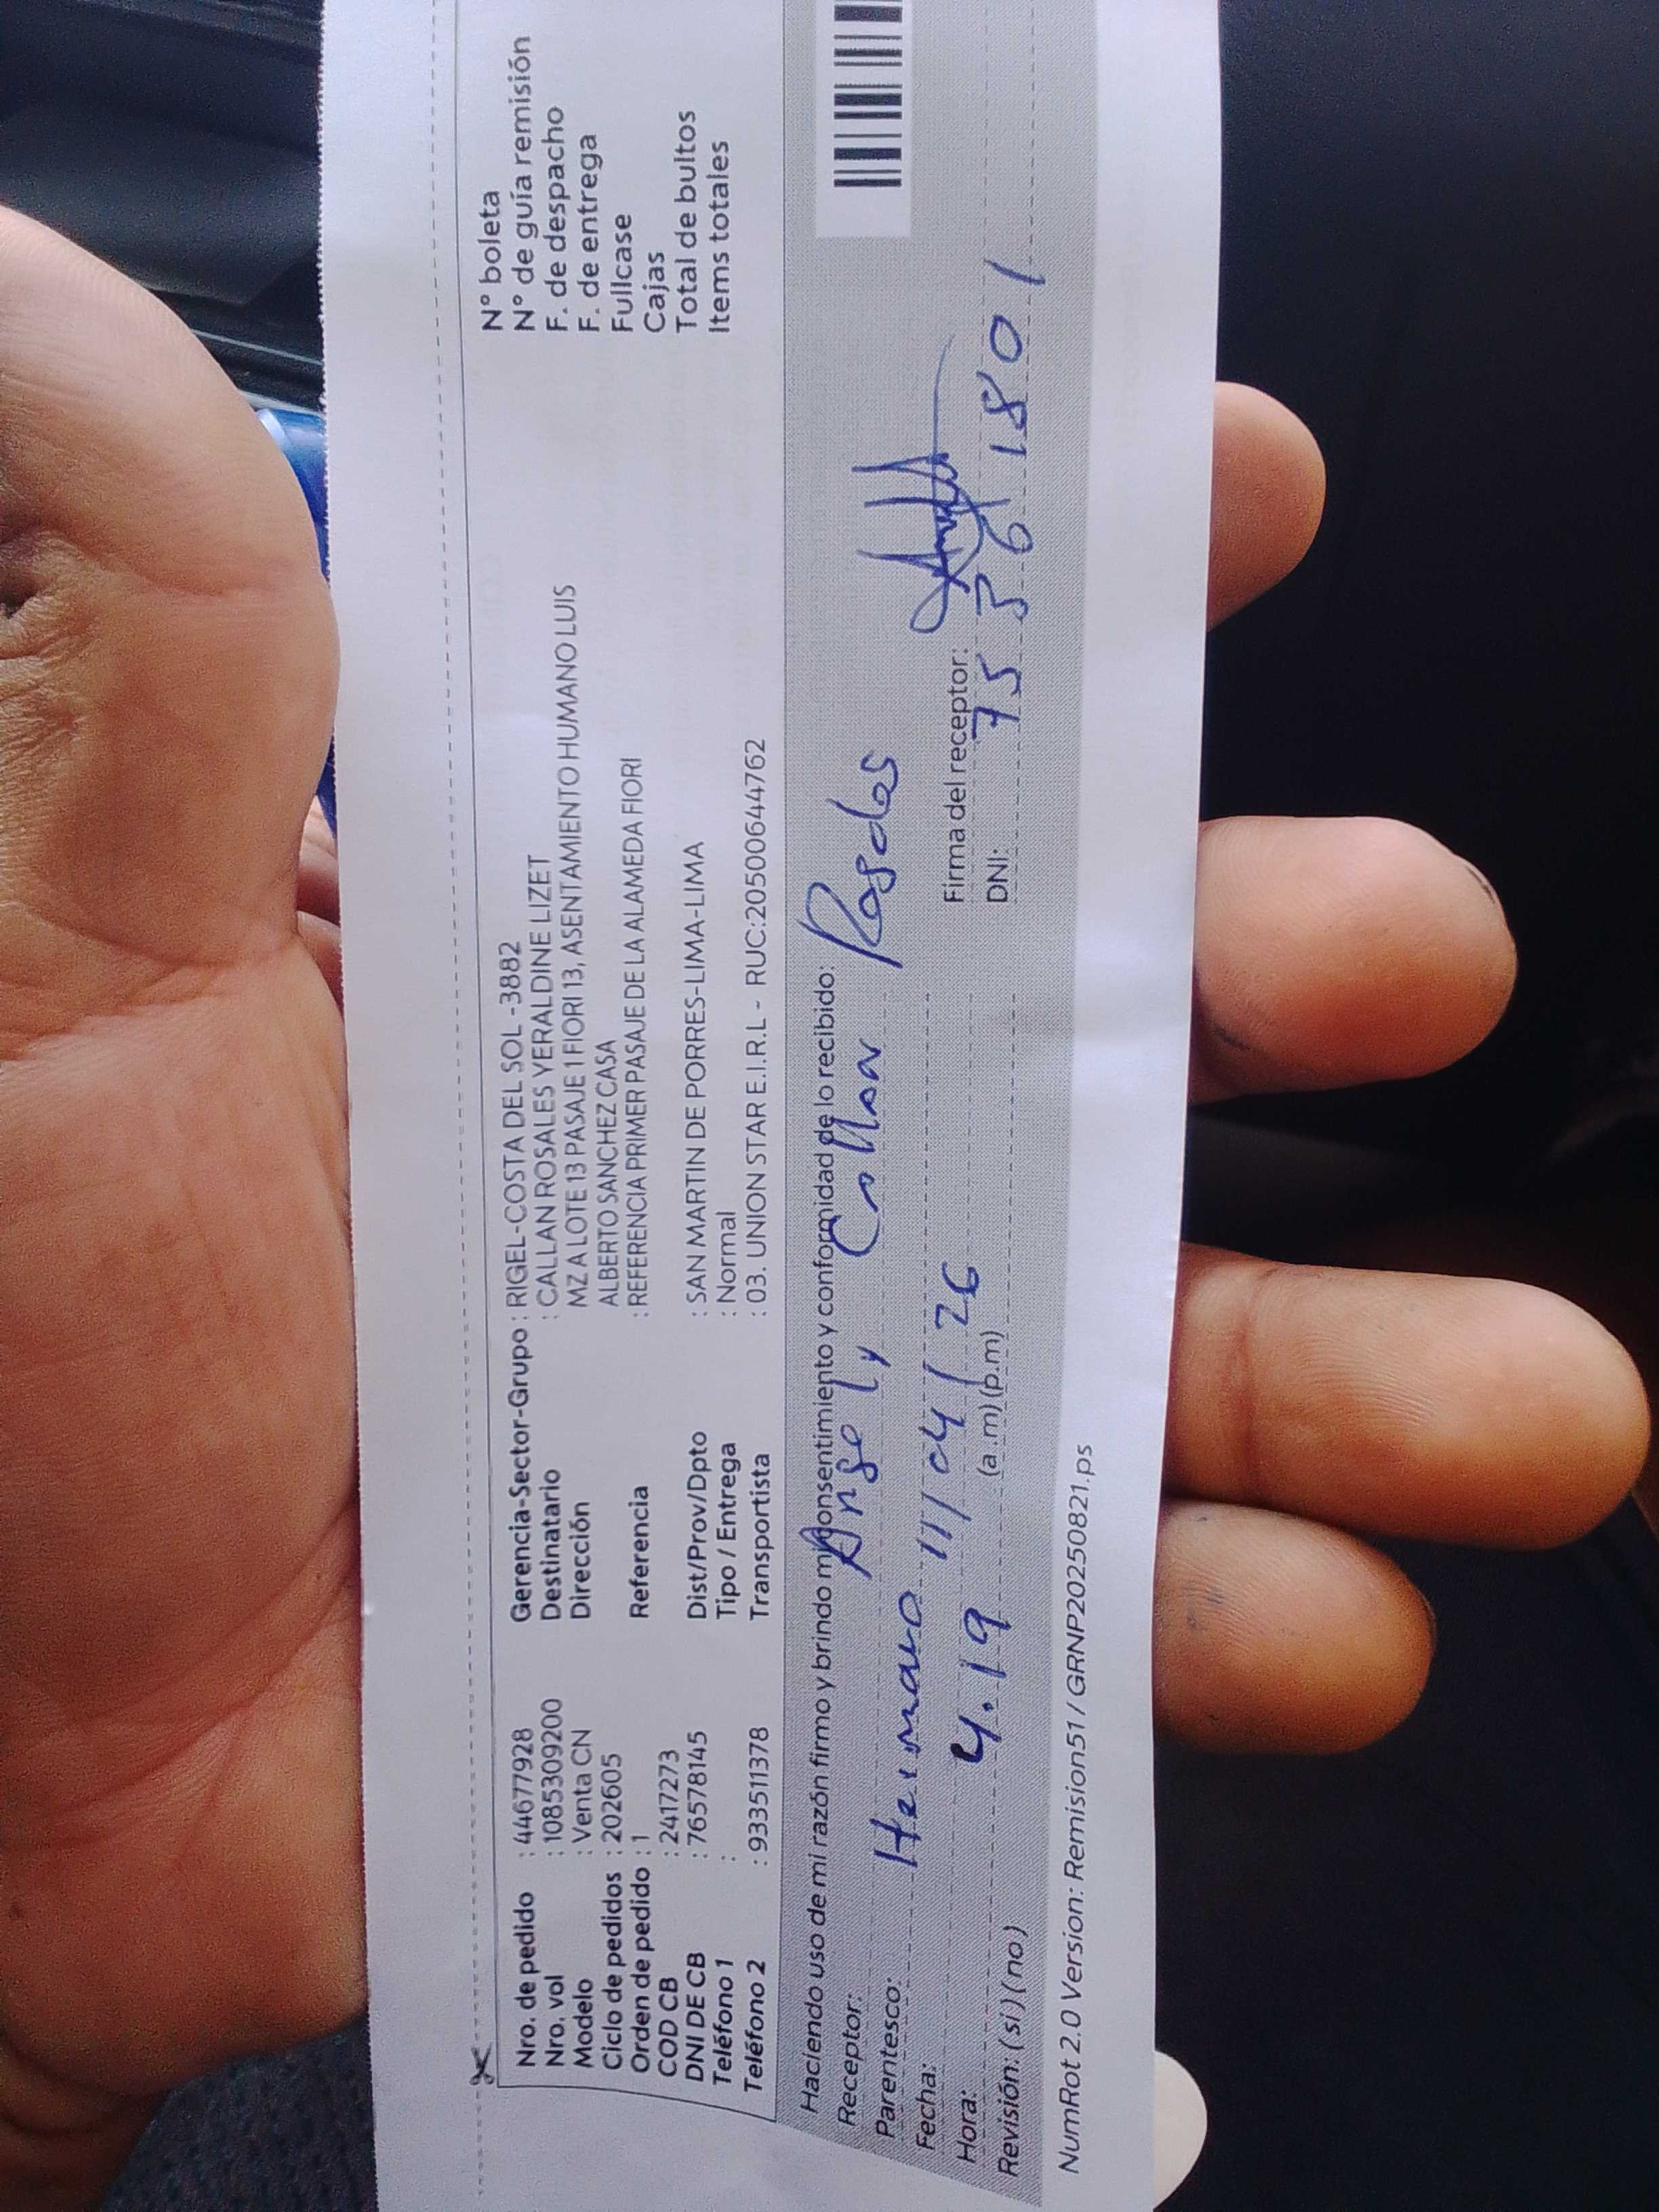 Nro. de pedido : 44677928
Nro. vol : 1085309200
Modelo : Venta CN
Ciclo de pedidos : 202605
Orden de pedido : 1
COD CB : 2417273
DNI DE CB : 76578145
Teléfono 1 :
Teléfono 2 : 933511378
Gerencia-Sector-Grupo : RIGEL-COSTA DEL SOL -3882
Destinatario : CALLAN ROSALES YERALDINE LIZET
Dirección MZ A LOTE 13 PASAJE 1 FIORI 13, ASENTAMIENTO HUMANO LUIS
ALBERTO SANCHEZ CASA
Referencia : REFERENCIA PRIMER PASAJE DE LA ALAMEDA FIORI
Dist/Prov/Dpto : SAN MARTIN DE PORRES-LIMA-LIMA
Tipo / Entrega : Normal
Transportista : 03. UNION STAR E.I.R.L - RUC:20500644762
N° boleta
N° de guía remisión
F. de despacho
F. de entrega
Fullcase
Cajas
Total de bultos
Items totales
Haciendo uso de mi razón firmo y brindo mi consentimiento y conformidad de lo recibido:
Receptor: Callan
Parentesco: Hermano
Fecha: 11/04/26
Hora: 4.19 (a.m) (p.m)
Revisión: (si) (no)
Firma del receptor:
DNI: 75361801
NumRot 2.0 Version: Remision51 / GRNP20250821.ps